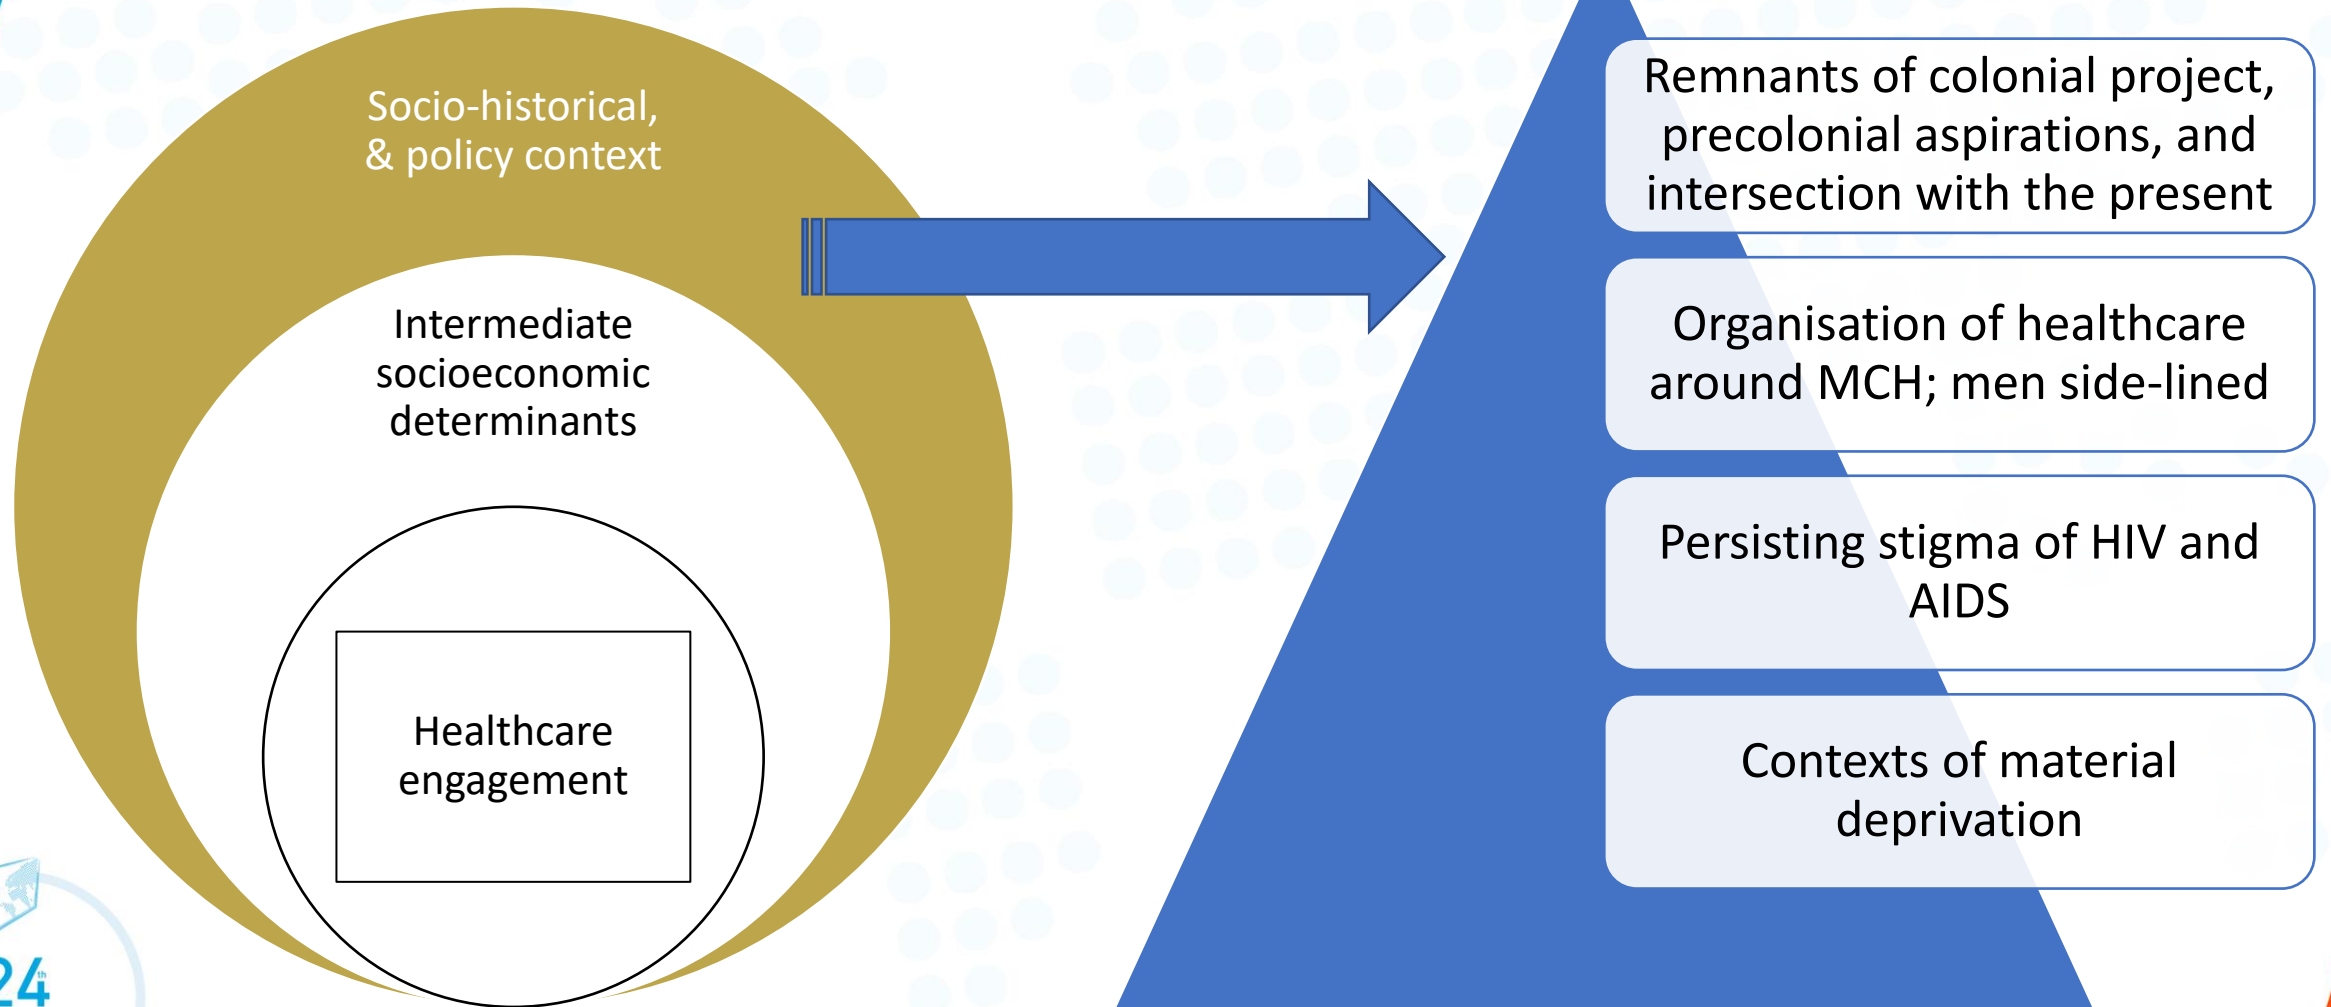 Socio-historical,
& policy context
Intermediate
socioeconomic
determinants
Healthcare
engagement
Remnants of colonial project,
precolonial aspirations, and
intersection with the present
Organisation of healthcare
around MCH; men side-lined
Persisting stigma of HIV and
AIDS
Contexts of material
deprivation
24th